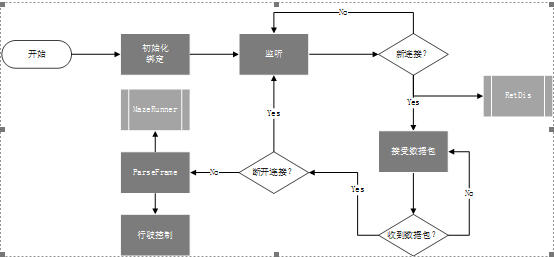 No
开始
初始化
绑定
监听
新连接？
MazeRunner
Yes
RetDis
Yes
接受数据包
ParseFrame
No
断开连接？
Yes
No
行驶控制
收到数据包？